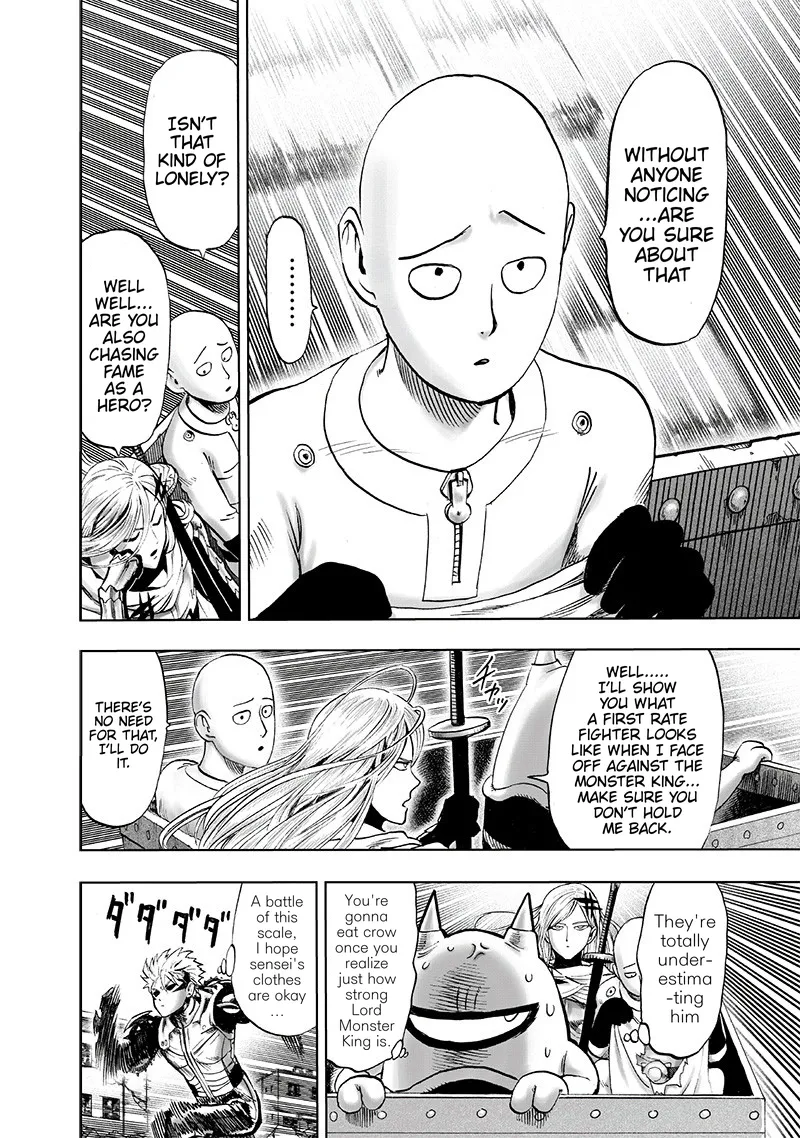 WITHOUT
ANYONE
NOTICING
...ARE
YOU SURE
ABOUT
THAT
.........
ISN'T
THAT
KIND OF
LONELY?
WELL
WELL...
ARE YOU
ALSO
CHASING
FAME
AS A
HERO?
WELL.....
I'LL SHOW
YOU WHAT
A FIRST RATE
FIGHTER LOOKS
LIKE WHEN I FACE
OFF AGAINST THE
MONSTER KING...
MAKE SURE YOU
DON'T HOLD
ME BACK.
チャッ
THERE'S
NO NEED
FOR THAT,
I'LL DO
IT.
They're
totally
under-
estima
-ting
him
You're
gonna
eat crow
once you
realize
just how
strong
Lord
Monster
King is.
A battle
of this
scale,
I hope
sensei's
clothes
are okay
...
ダダダダ